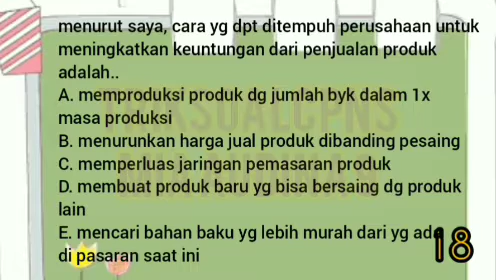 menurut saya, cara yg dpt ditempuh perusahaan untuk
meningkatkan keuntungan dari penjualan produk
adalah..
A. memproduksi produk dg jumlah byk dalam 1x
masa produksi
B. menurunkan harga jual produk dibanding pesaing
C. memperluas jaringan pemasaran produk
D. membuat produk baru yg bisa bersaing dg produk
lain
E. mencari bahan baku yg lebih murah dari yg ada
di pasaran saat ini
18